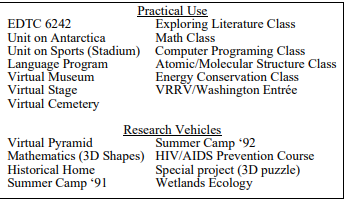 Practical Use
EDTC 6242 Exploring Literature Class
Unit on Antarctica Math Class
Unit on Sports (Stadium) Computer Programing Class
Language Program Atomic/Molecular Structure Class
Virtual Museum Energy Conservation Class
Virtual Stage VRRV/Washington Entrée
Virtual Cemetery
Research Vehicles
Virtual Pyramid Summer Camp ‘92
Mathematics (3D Shapes) HIV/AIDS Prevention Course
Historical Home Special project (3D puzzle)
Summer Camp ‘91 Wetlands Ecology